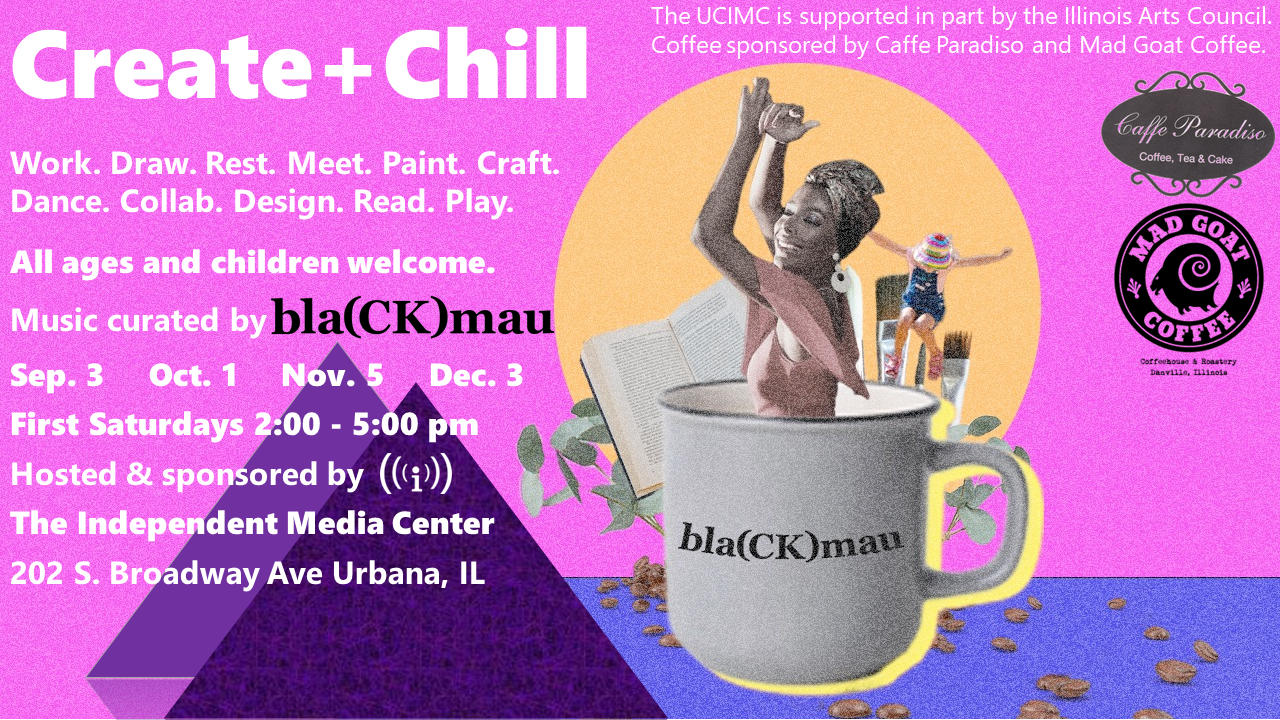 Create+Chill
The UCIMC is supported in part by the Illinois Arts Council.
Coffee sponsored by Caffe Paradiso and Mad Goat Coffee.
Work. Draw. Rest. Meet. Paint. Craft.
Dance. Collab. Design. Read. Play.
All ages and children welcome.
Music curated by bla(CK)mau
Sep. 3 Oct. 1 Nov. 5 Dec. 3
First Saturdays 2:00 - 5:00 pm
Hosted & sponsored by ((i))
The Independent Media Center
202 S. Broadway Ave Urbana, IL
Caffe Paradiso
Coffee, Tea & Cake
MAD GOAT
COFFEE
Coffeehouse & Roastery
Danville, Illinois
bla(CK)mau